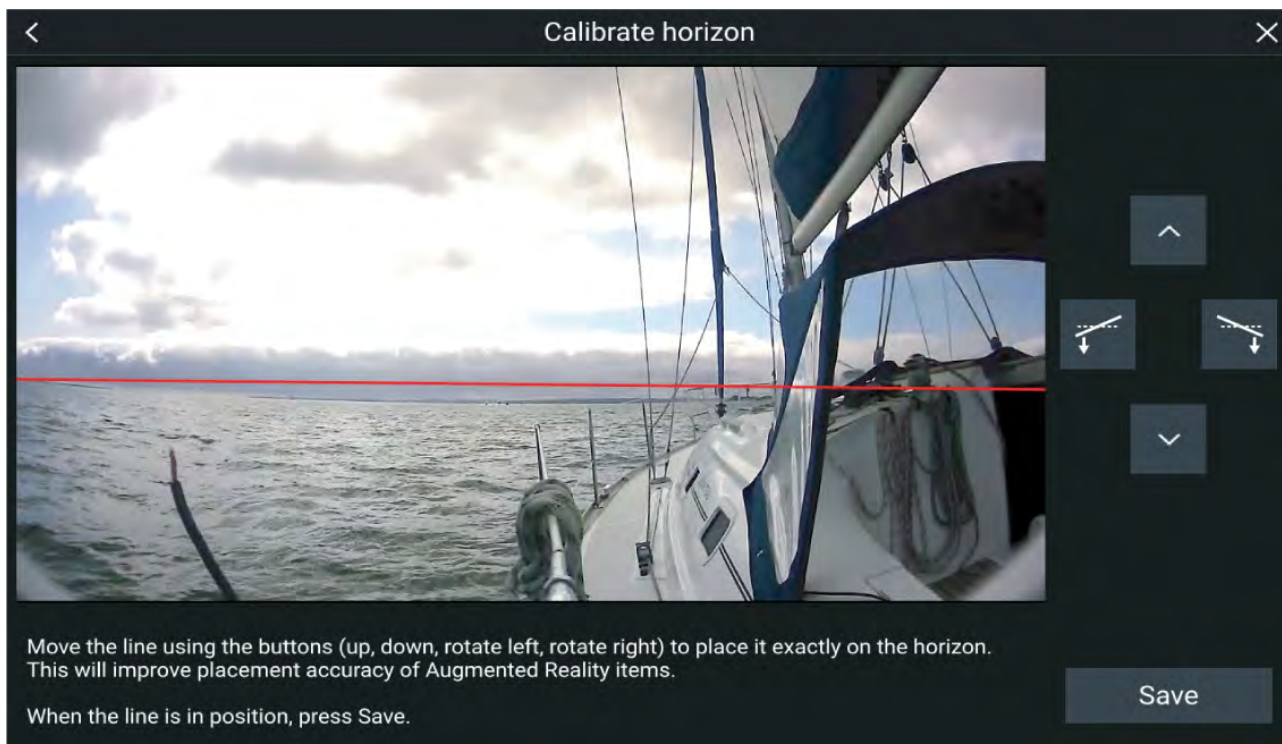 Calibrate horizon
Move the line using the buttons (up, down, rotate left, rotate right) to place it exactly on the horizon.
This will improve placement accuracy of Augmented Reality items.
When the line is in position, press Save.
Save